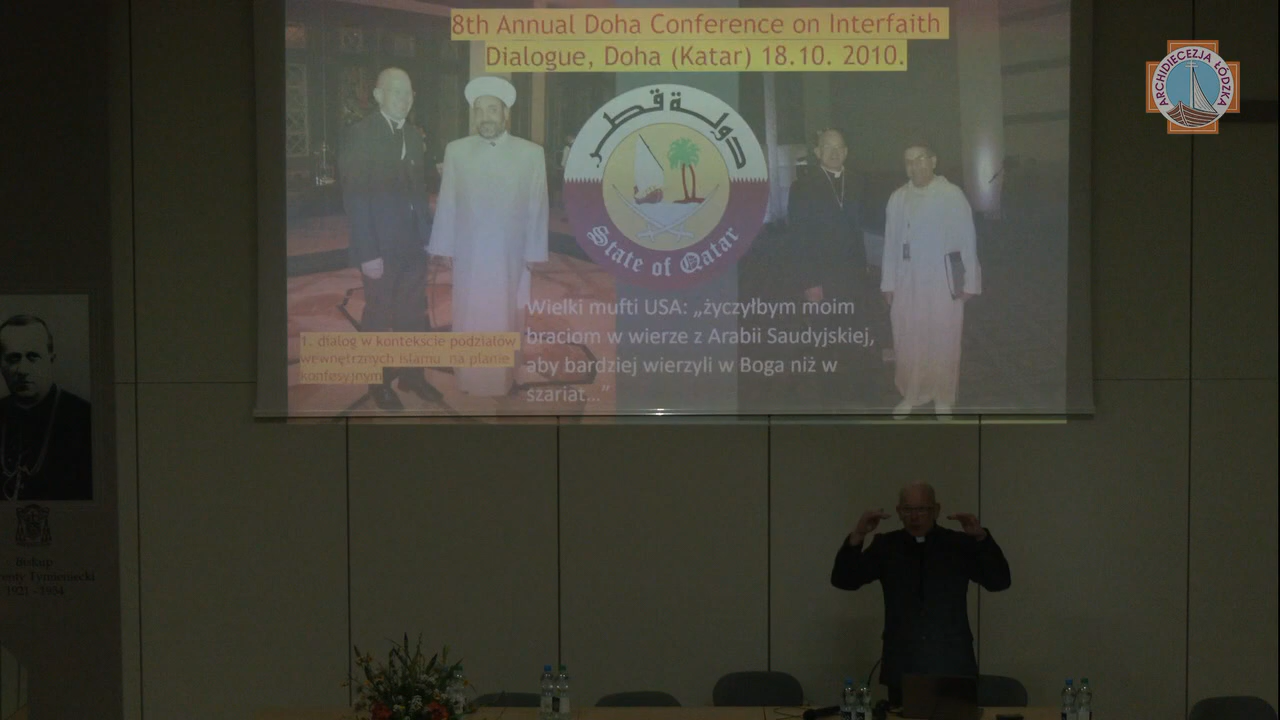 8th Annual Doha Conference on Interfaith
Dialogue, Doha (Katar) 18.10. 2010.
ARCHIDIECEZJA ŁÓDZKA
دولة قطر
State of Qatar
Wielki mufti USA: „życzyłbym moim
braciom w wierze z Arabii Saudyjskiej,
aby bardziej wierzyli w Boga niż w
szariat…”
1. dialog w kontekście podziałów
wewnętrznych islamu na planie
konfesyjnym
Biskup
Tymieniecki